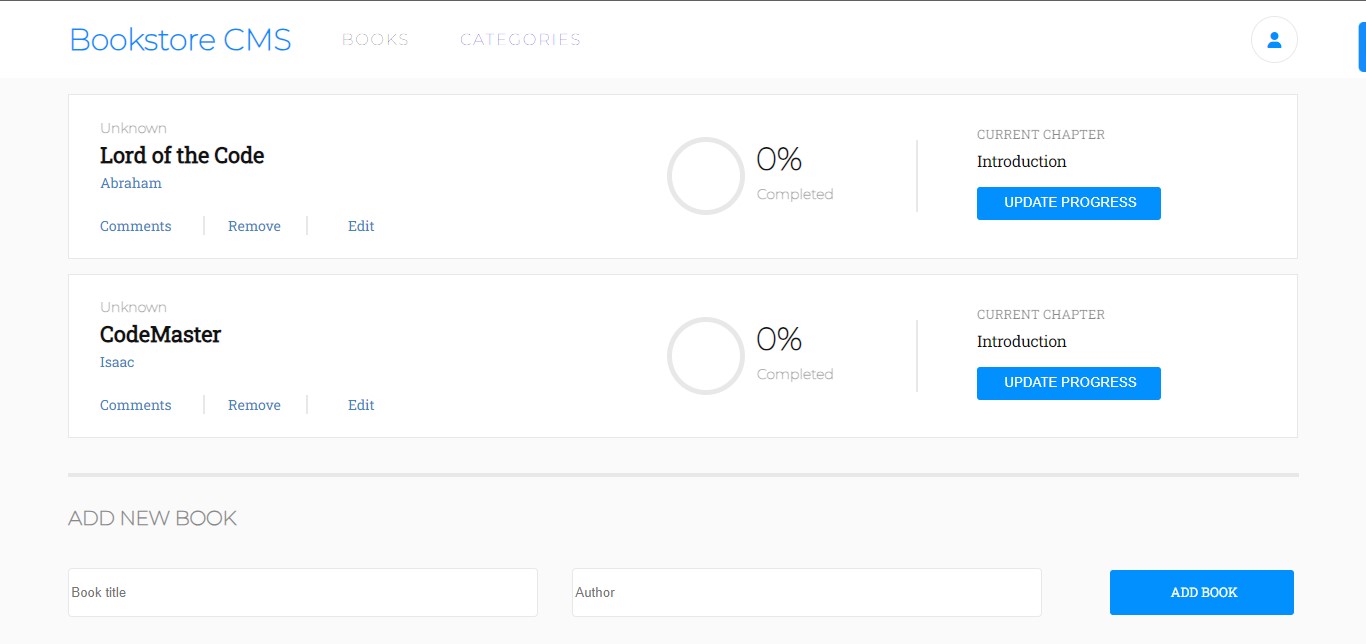 Bookstore CMS BOOKS CATEGORIES
Unknown
Lord of the Code
Abraham
Comments Remove Edit
0%
Completed
CURRENT CHAPTER
Introduction
UPDATE PROGRESS
Unknown
CodeMaster
Isaac
Comments Remove Edit
0%
Completed
CURRENT CHAPTER
Introduction
UPDATE PROGRESS
ADD NEW BOOK
Book title Author ADD BOOK